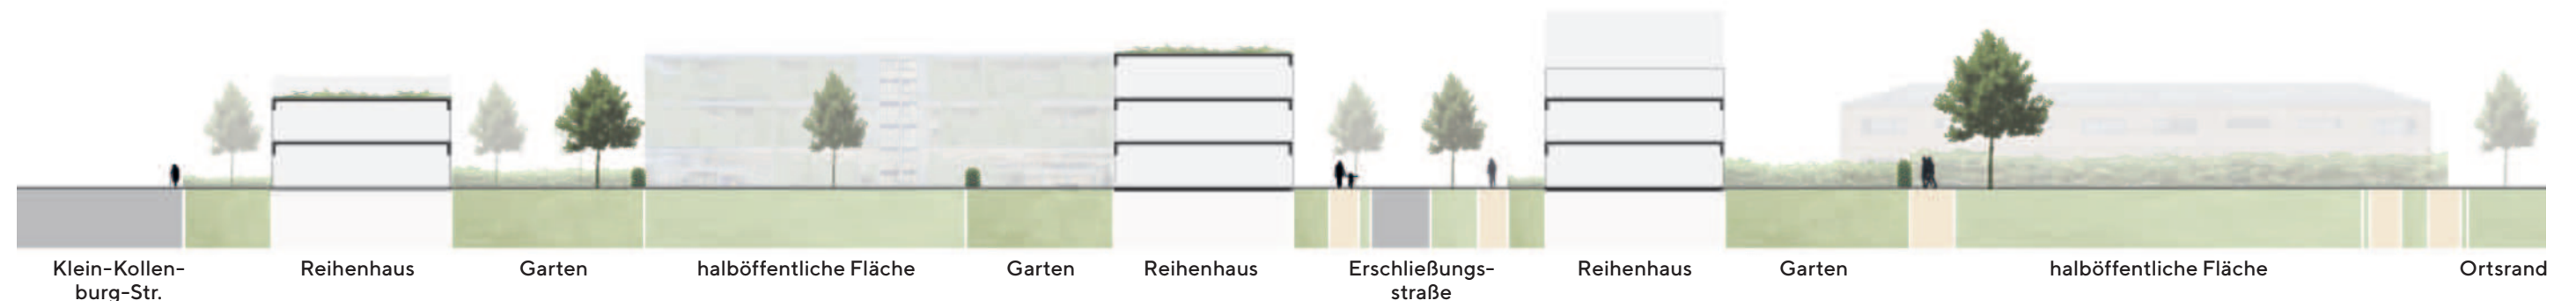 Klein-Kollen-
burg-Str.
Reihenhaus
Garten
halböffentliche Fläche
Garten
Reihenhaus
Erschließungs-
straße
Reihenhaus
Garten
halböffentliche Fläche
Ortsrand